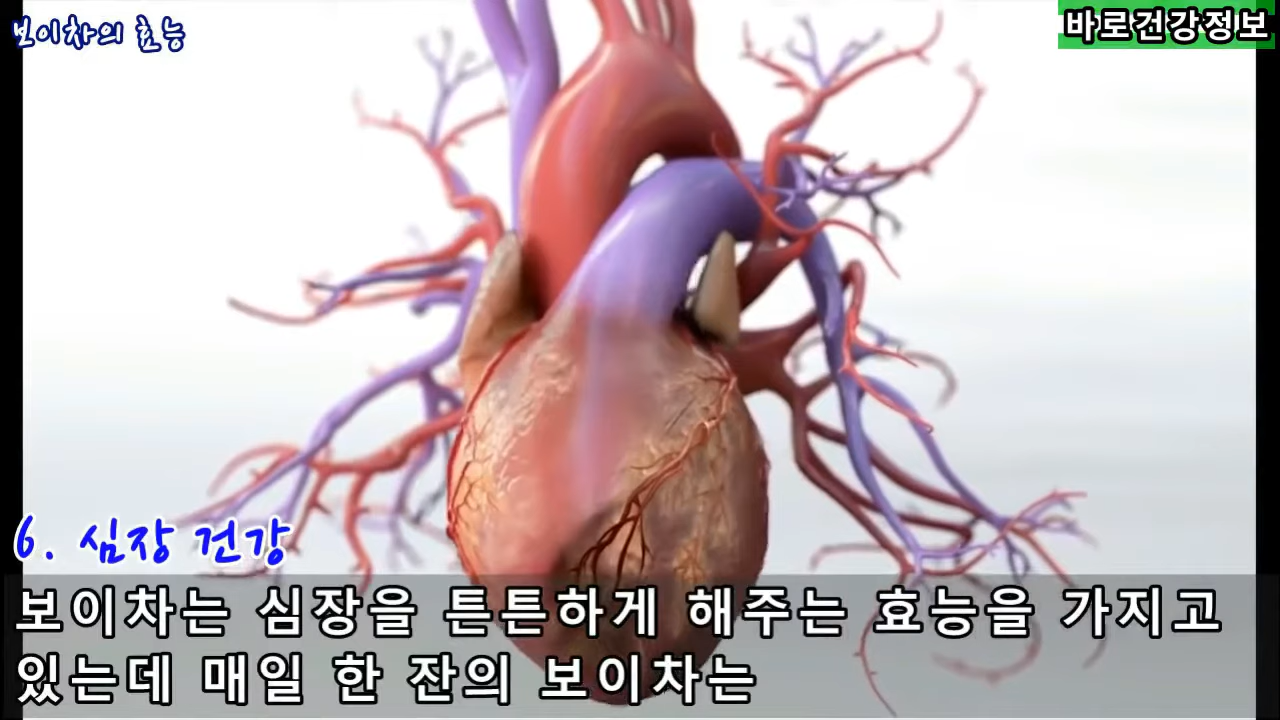 보이차의 효능
바로건강정보
6. 심장 건강
보이차는 심장을 튼튼하게 해주는 효능을 가지고
있는데 매일 한 잔의 보이차는